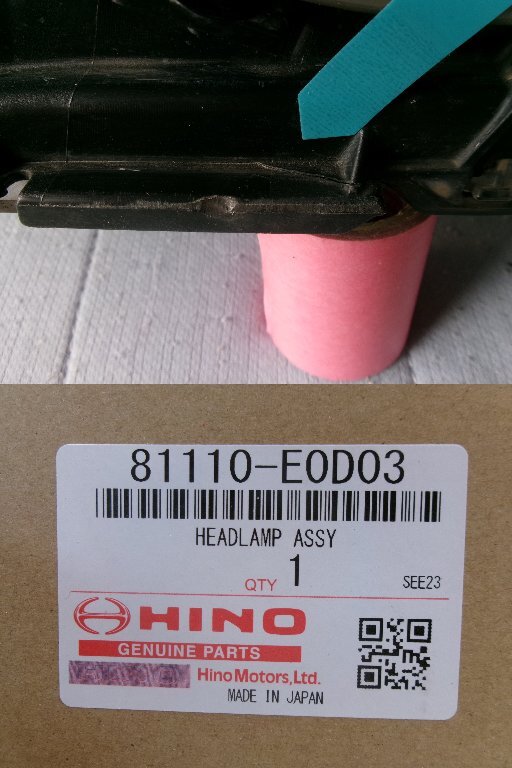 81110-E0D03
HEADLAMP ASSY
QTY 1
SEE23
HINO
GENUINE PARTS
Hino Motors,Ltd.
MADE IN JAPAN